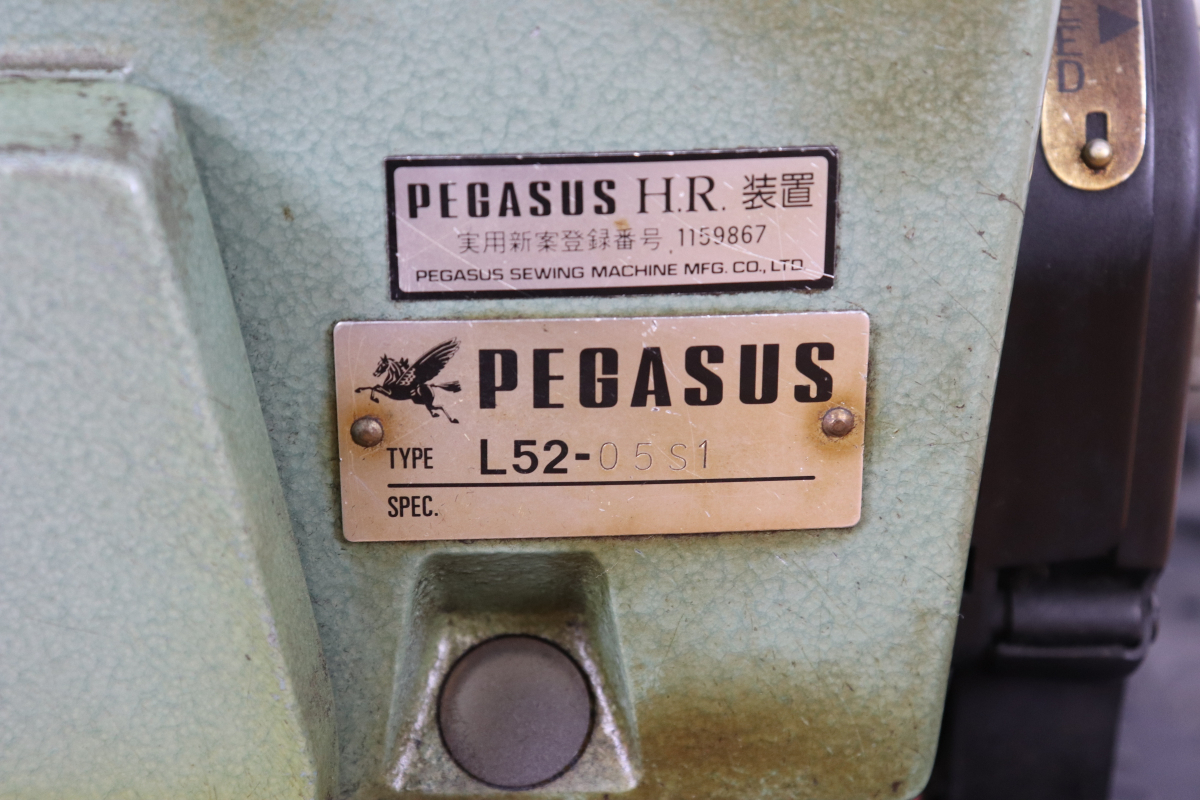 PEGASUS H.R. 装置
実用新案登録番号. 1159867
PEGASUS SEWING MACHINE MFG. CO., LTD.
PEGASUS
TYPE L52-05S1
SPEC.